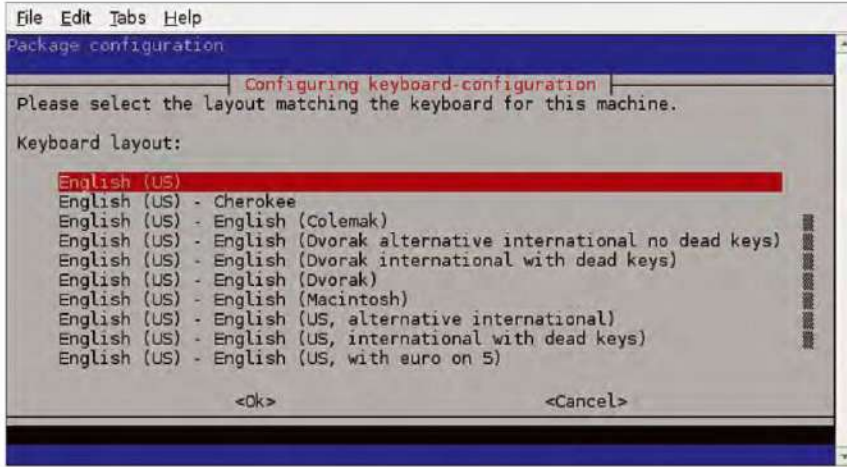 File Edit Tabs Help
Package configuration
Configuring keyboard-configuration
Please select the layout matching the keyboard for this machine.
Keyboard layout:
English (US)
English (US) - Cherokee
English (US) - English (Colemak)
English (US) - English (Dvorak alternative international no dead keys)
English (US) - English (Dvorak international with dead keys)
English (US) - English (Dvorak)
English (US) - English (Macintosh)
English (US) - English (US, alternative international)
English (US) - English (US, international with dead keys)
English (US) - English (US, with euro on 5)
<Ok> <Cancel>